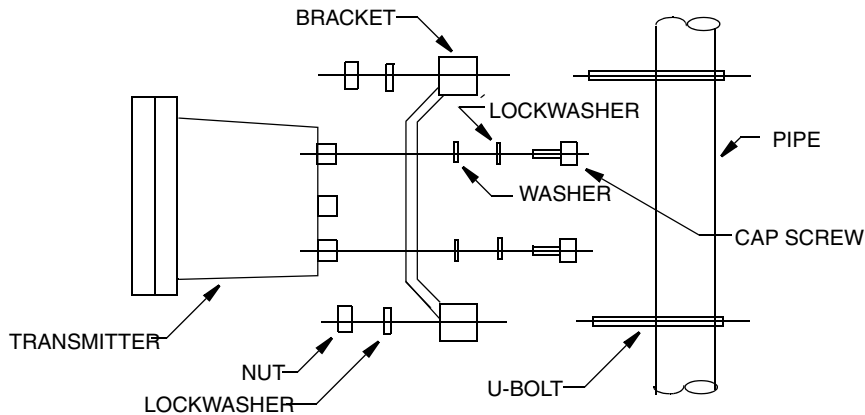 BRACKET
LOCKWASHER
PIPE
WASHER
CAP SCREW
TRANSMITTER
NUT
U-BOLT
LOCKWASHER